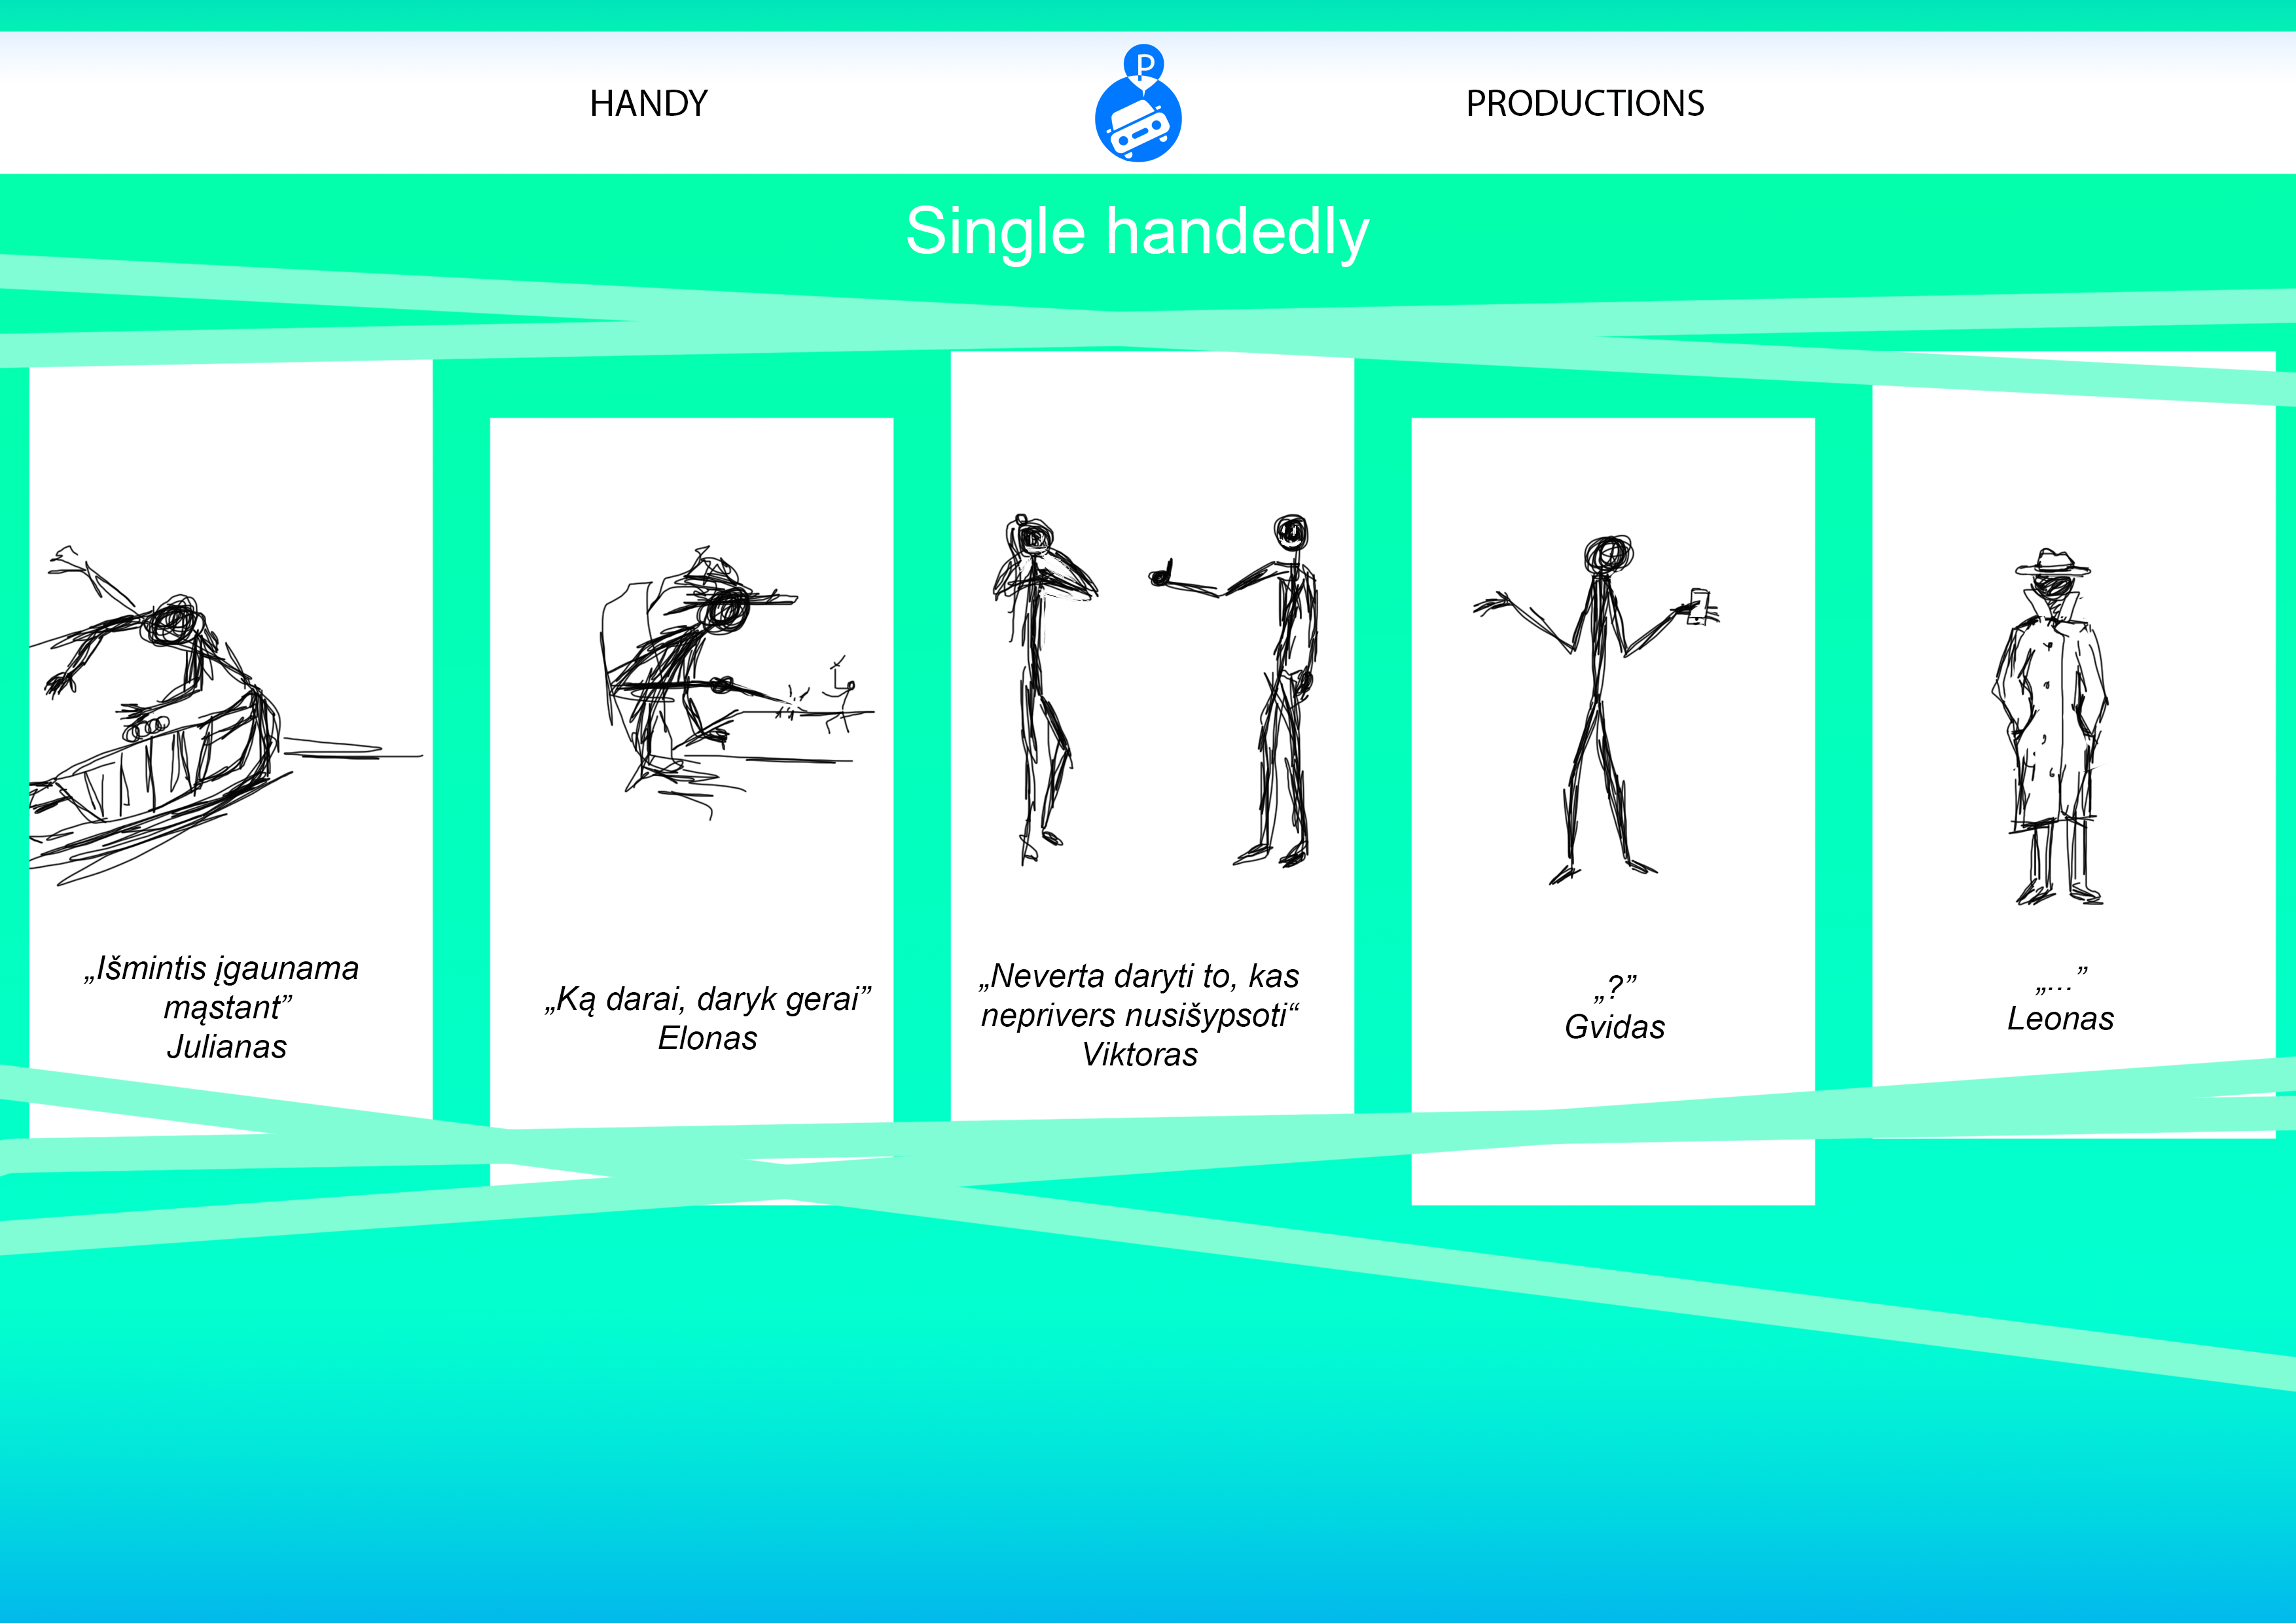 HANDY
P
PRODUCTIONS
Single handedly
„Išmintis įgaunama
mąstant”
Julianas
„Ką darai, daryk gerai”
Elonas
„Neverta daryti to, kas
neprivers nusišypsoti“
Viktoras
„?”
Gvidas
„...”
Leonas